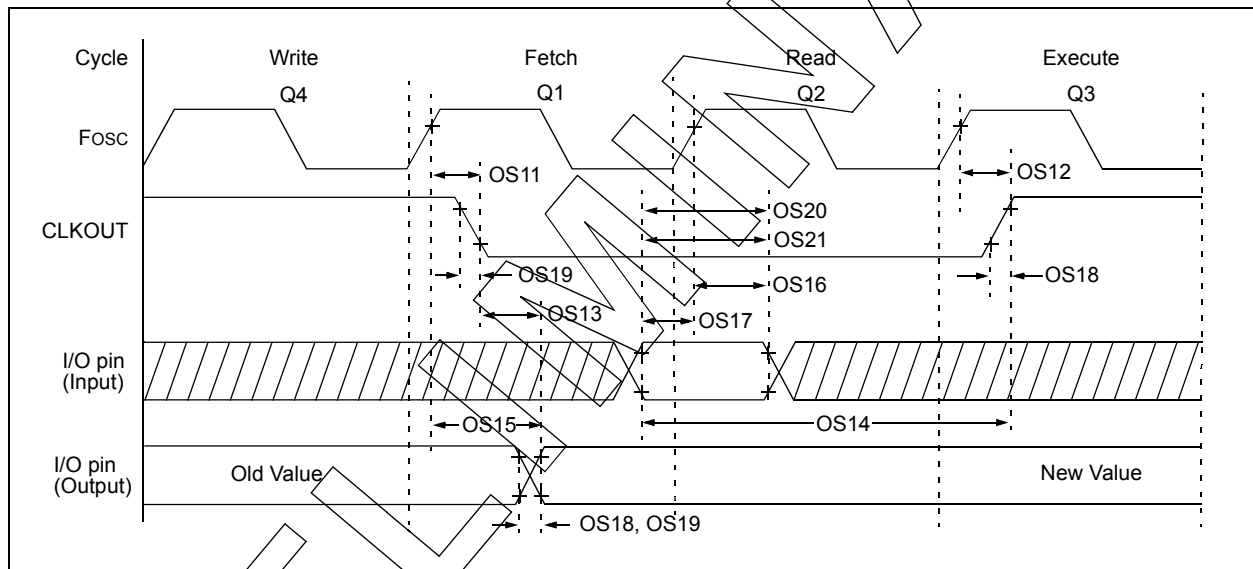 Cycle Write Fetch Read Execute
Q4 Q1 Q2 Q3
FOSC
OS11 OS12
OS20
CLKOUT
OS21
OS19 OS16 OS18
OS13 OS17
I/O pin
(Input)
OS15 OS14
I/O pin
(Output)
Old Value New Value
OS18, OS19